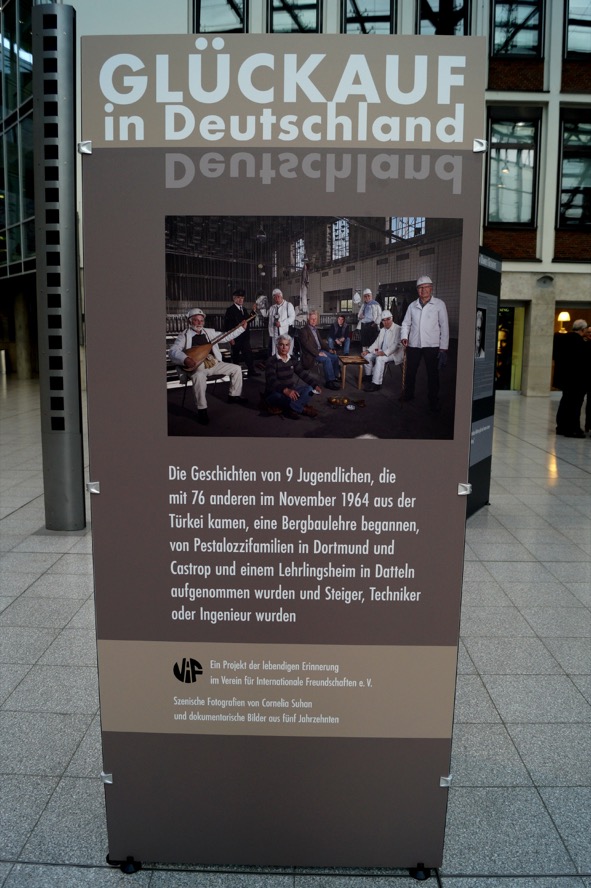 GLÜCKAUF
in Deutschland
Deutschland
Die Geschichten von 9 Jugendlichen, die
mit 76 anderen im November 1964 aus der
Türkei kamen, eine Bergbaulehre begannen,
von Pestalozzifamilien in Dortmund und
Castrop und einem Lehrlingsheim in Datteln
aufgenommen wurden und Steiger, Techniker
oder Ingenieur wurden
ViF
Ein Projekt der lebendigen Erinnerung
im Verein für Internationale Freundschaften e. V.
Szenische Fotografien von Cornelia Suhan
und dokumentarische Bilder aus fünf Jahrzehnten